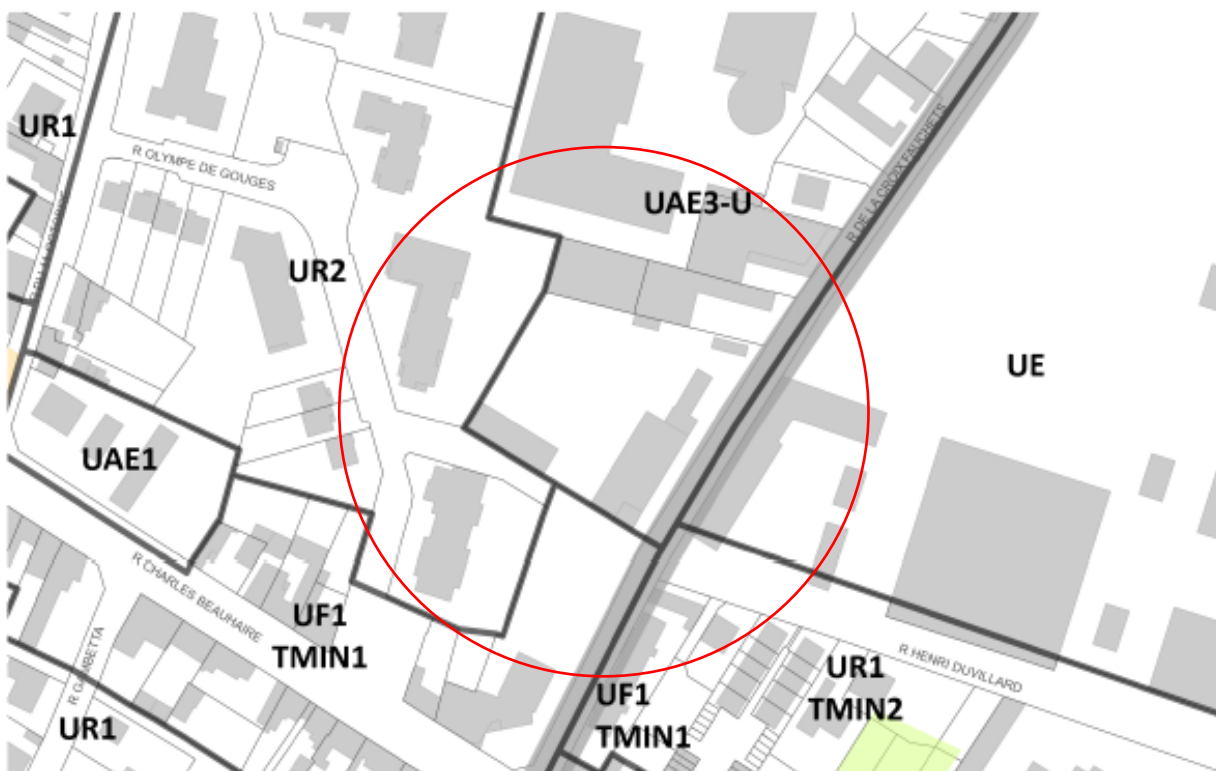 UR1
R OLYMPE DE GOUGES
UAE3-U
R DE LA CROIX FAUCHETS
UR2
UE
UAE1
R CHARLES BEAUHAIRE
UF1
TMIN1
R GAMBETTA
UR1
UF1
TMIN1
UR1
TMIN2
R HENRI DUVILLARD